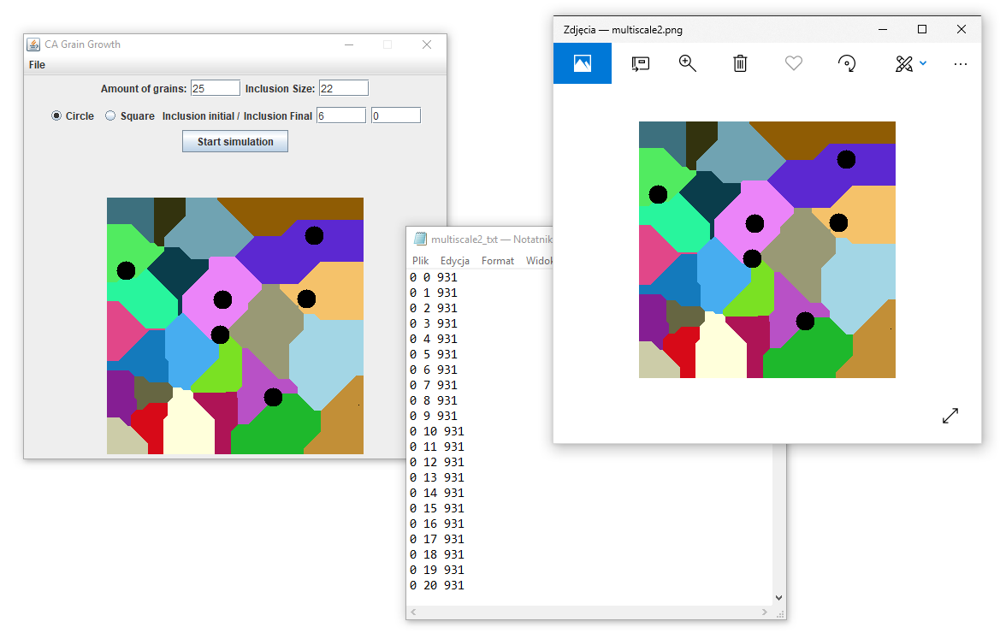 CA Grain Growth
File
Amount of grains: 25 Inclusion Size: 22
Circle Square Inclusion initial / Inclusion Final 6 0
Start simulation
multiscale2_txt — Notatnik
Plik Edycja Format Widok
0 0 931
0 1 931
0 2 931
0 3 931
0 4 931
0 5 931
0 6 931
0 7 931
0 8 931
0 9 931
0 10 931
0 11 931
0 12 931
0 13 931
0 14 931
0 15 931
0 16 931
0 17 931
0 18 931
0 19 931
0 20 931
Zdjęcia — multiscale2.png